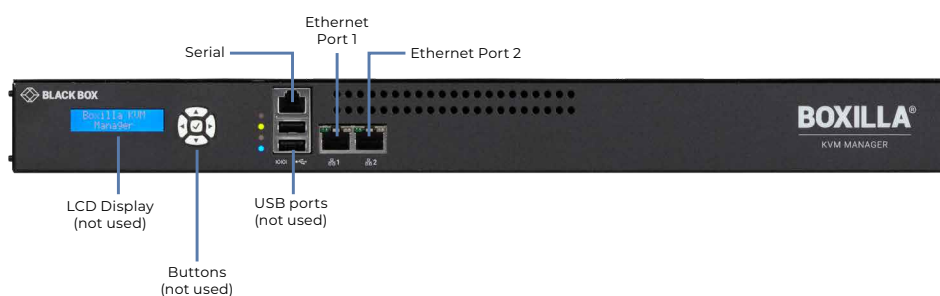 Ethernet
Port 1
Serial
Ethernet Port 2
BLACK BOX
Boxilla KVM
Manager
BOXILLA®
KVM MANAGER
IOIOI
1
2
LCD Display
(not used)
USB ports
(not used)
Buttons
(not used)